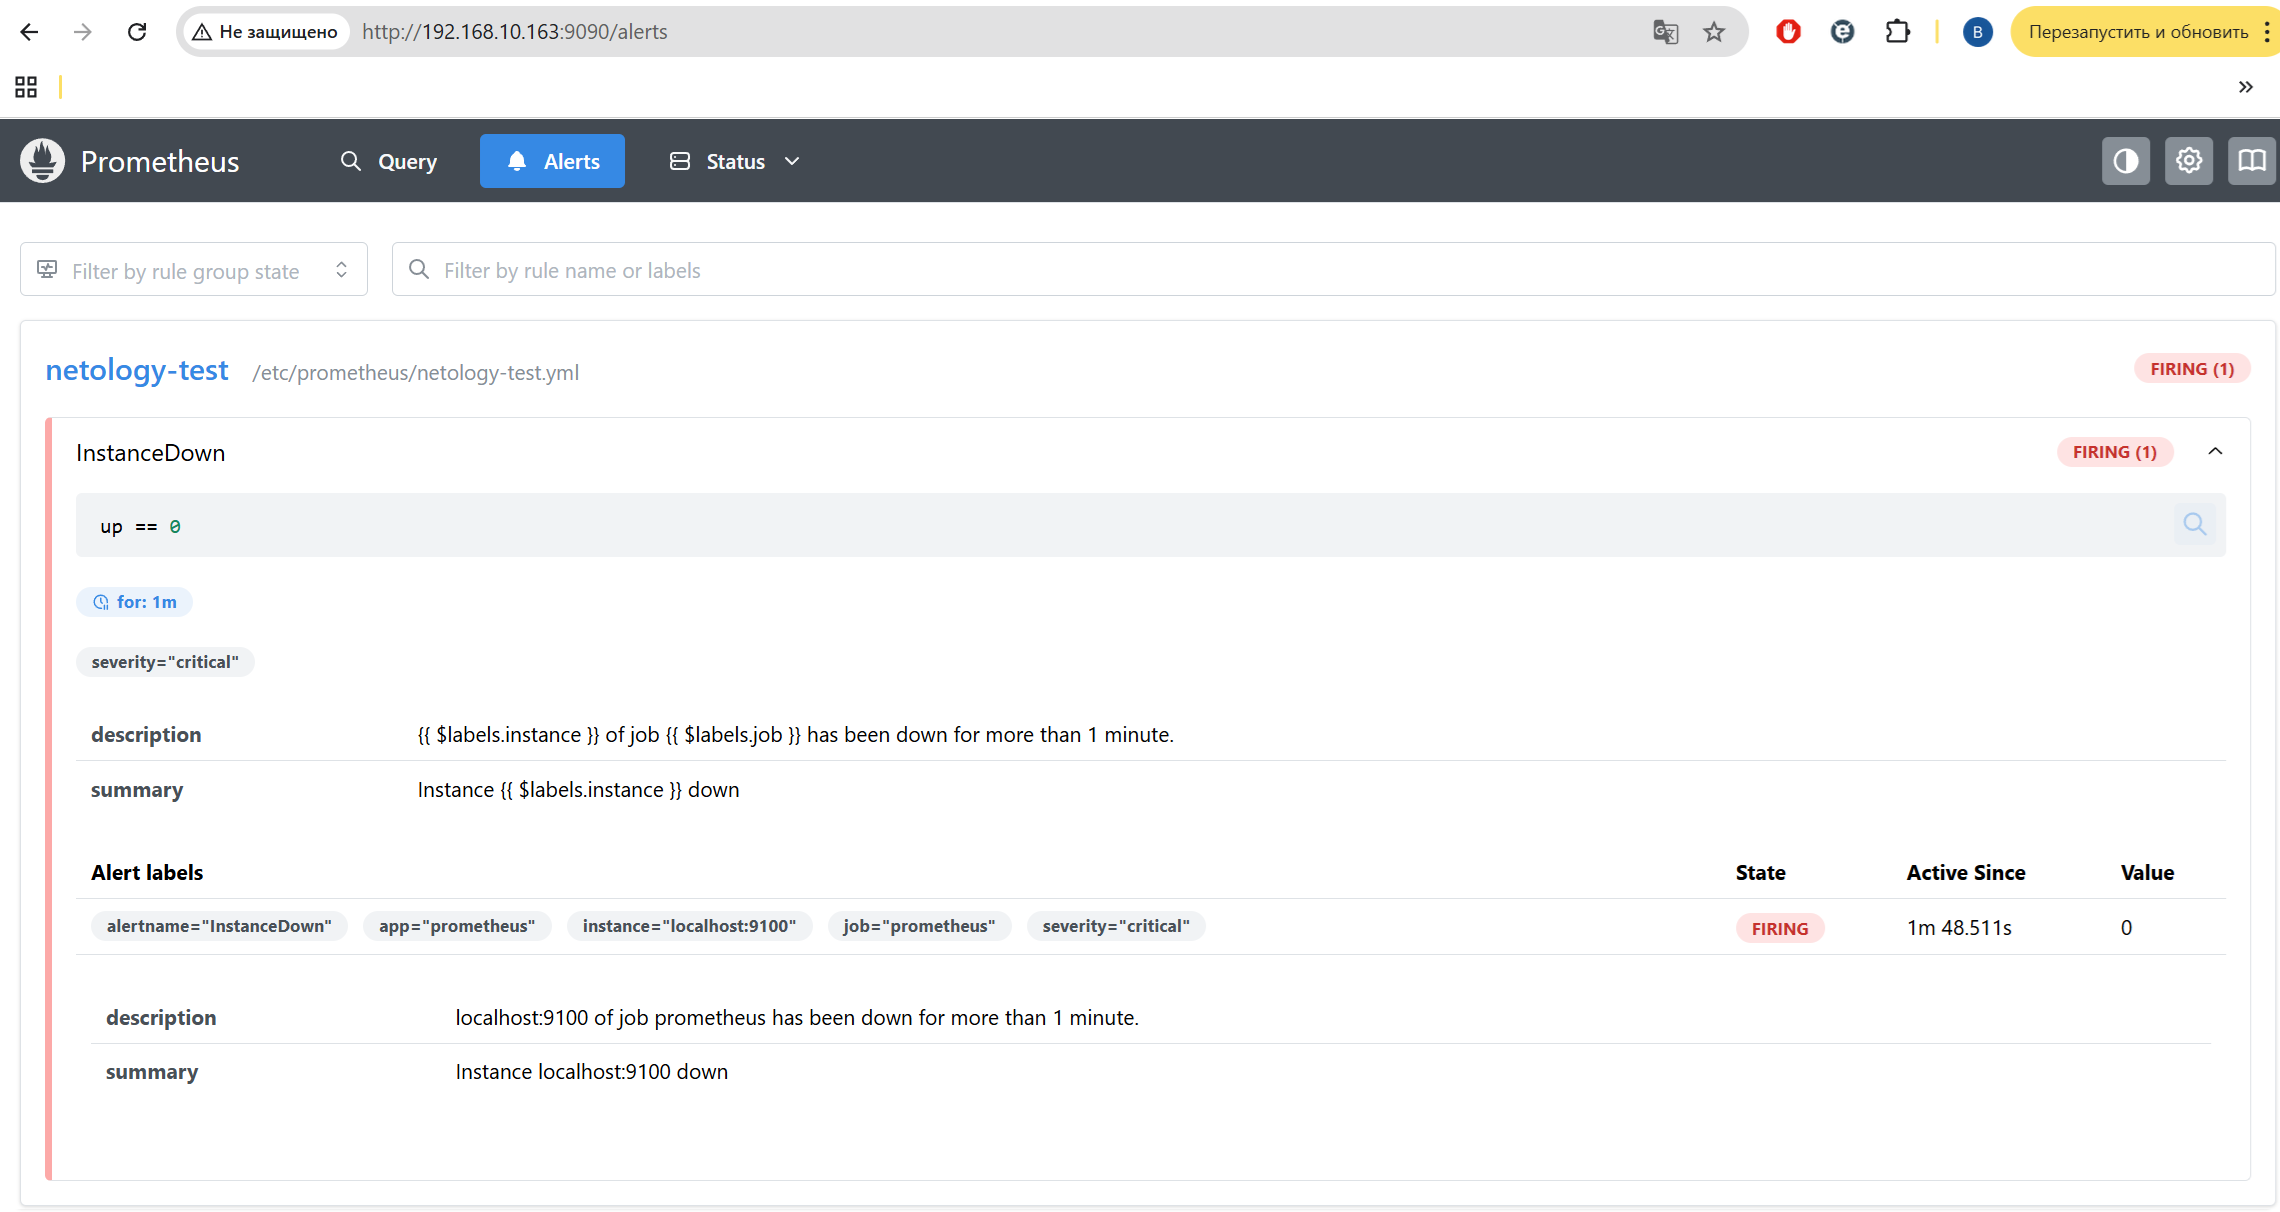 Не защищено http://192.168.10.163:9090/alerts B Перезапустить и обновить
Prometheus Query Alerts Status
Filter by rule group state Filter by rule name or labels
netology-test /etc/prometheus/netology-test.yml FIRING (1)
InstanceDown FIRING (1)
up == 0
for: 1m
severity="critical"
description {{ $labels.instance }} of job {{ $labels.job }} has been down for more than 1 minute.
summary Instance {{ $labels.instance }} down
Alert labels State Active Since Value
alertname="InstanceDown" app="prometheus" instance="localhost:9100" job="prometheus" severity="critical" FIRING 1m 48.511s 0
description localhost:9100 of job prometheus has been down for more than 1 minute.
summary Instance localhost:9100 down